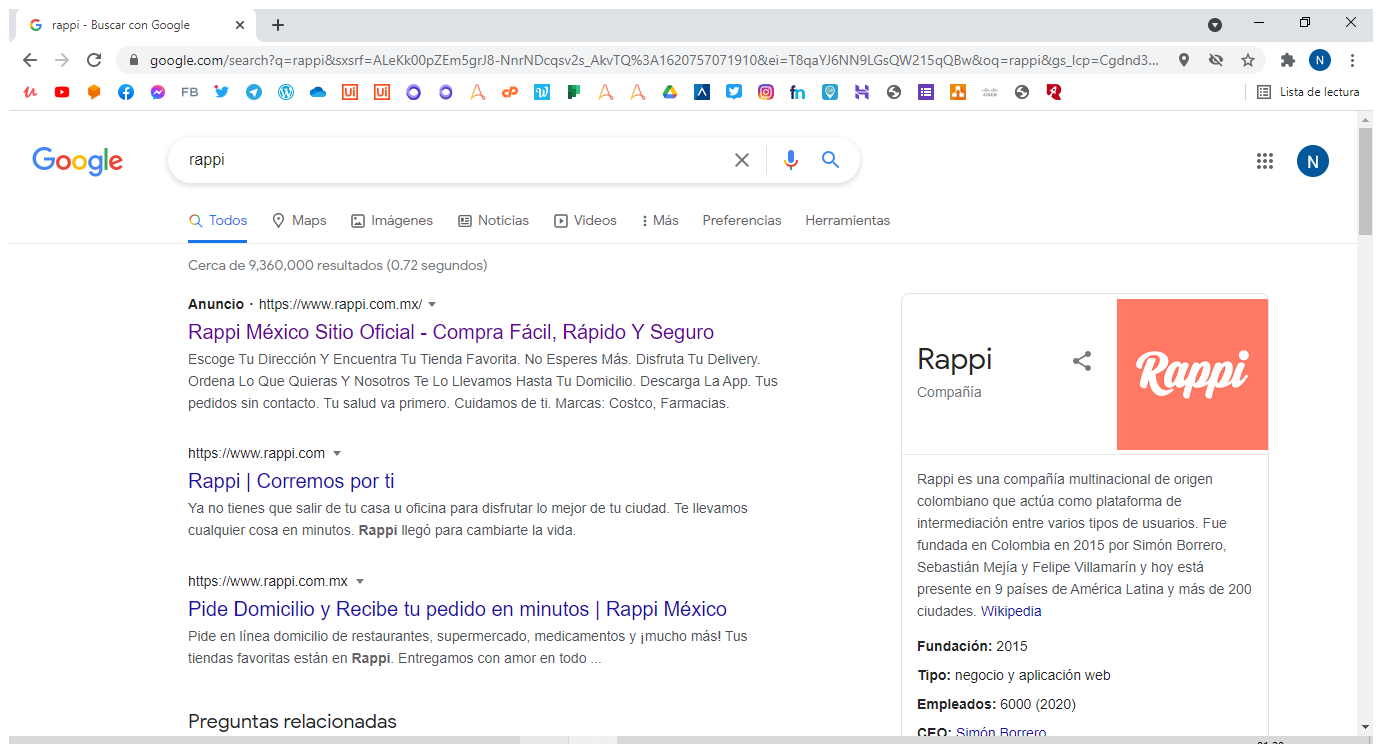 rappi - Buscar con Google
google.com/search?q=rappi&sxsrf=ALeKk00pZEm5grJ8-NnrNDcqsv2s_AkvTQ%3A1620757071910&ei=T8qaYJ6NN9LGsQW215qQBw&oq=rappi&gs_lcp=Cgdnd3...
N
FB
Ui
Ui
cP
fn
Lista de lectura
Google
rappi
N
Todos
Maps
Imágenes
Noticias
Videos
Más
Preferencias
Herramientas
Cerca de 9,360,000 resultados (0.72 segundos)
Anuncio · https://www.rappi.com.mx/
Rappi México Sitio Oficial - Compra Fácil, Rápido Y Seguro
Escoge Tu Dirección Y Encuentra Tu Tienda Favorita. No Esperes Más. Disfruta Tu Delivery.
Ordena Lo Que Quieras Y Nosotros Te Lo Llevamos Hasta Tu Domicilio. Descarga La App. Tus
pedidos sin contacto. Tu salud va primero. Cuidamos de ti. Marcas: Costco, Farmacias.
https://www.rappi.com
Rappi | Corremos por ti
Ya no tienes que salir de tu casa u oficina para disfrutar lo mejor de tu ciudad. Te llevamos
cualquier cosa en minutos. Rappi llegó para cambiarte la vida.
https://www.rappi.com.mx
Pide Domicilio y Recibe tu pedido en minutos | Rappi México
Pide en línea domicilio de restaurantes, supermercado, medicamentos y ¡mucho más! Tus
tiendas favoritas están en Rappi. Entregamos con amor en todo ...
Preguntas relacionadas
Rappi
Compañía
Rappi
Rappi es una compañía multinacional de origen
colombiano que actúa como plataforma de
intermediación entre varios tipos de usuarios. Fue
fundada en Colombia en 2015 por Simón Borrero,
Sebastián Mejía y Felipe Villamarín y hoy está
presente en 9 países de América Latina y más de 200
ciudades. Wikipedia
Fundación: 2015
Tipo: negocio y aplicación web
Empleados: 6000 (2020)
CEO: Simón Borrero